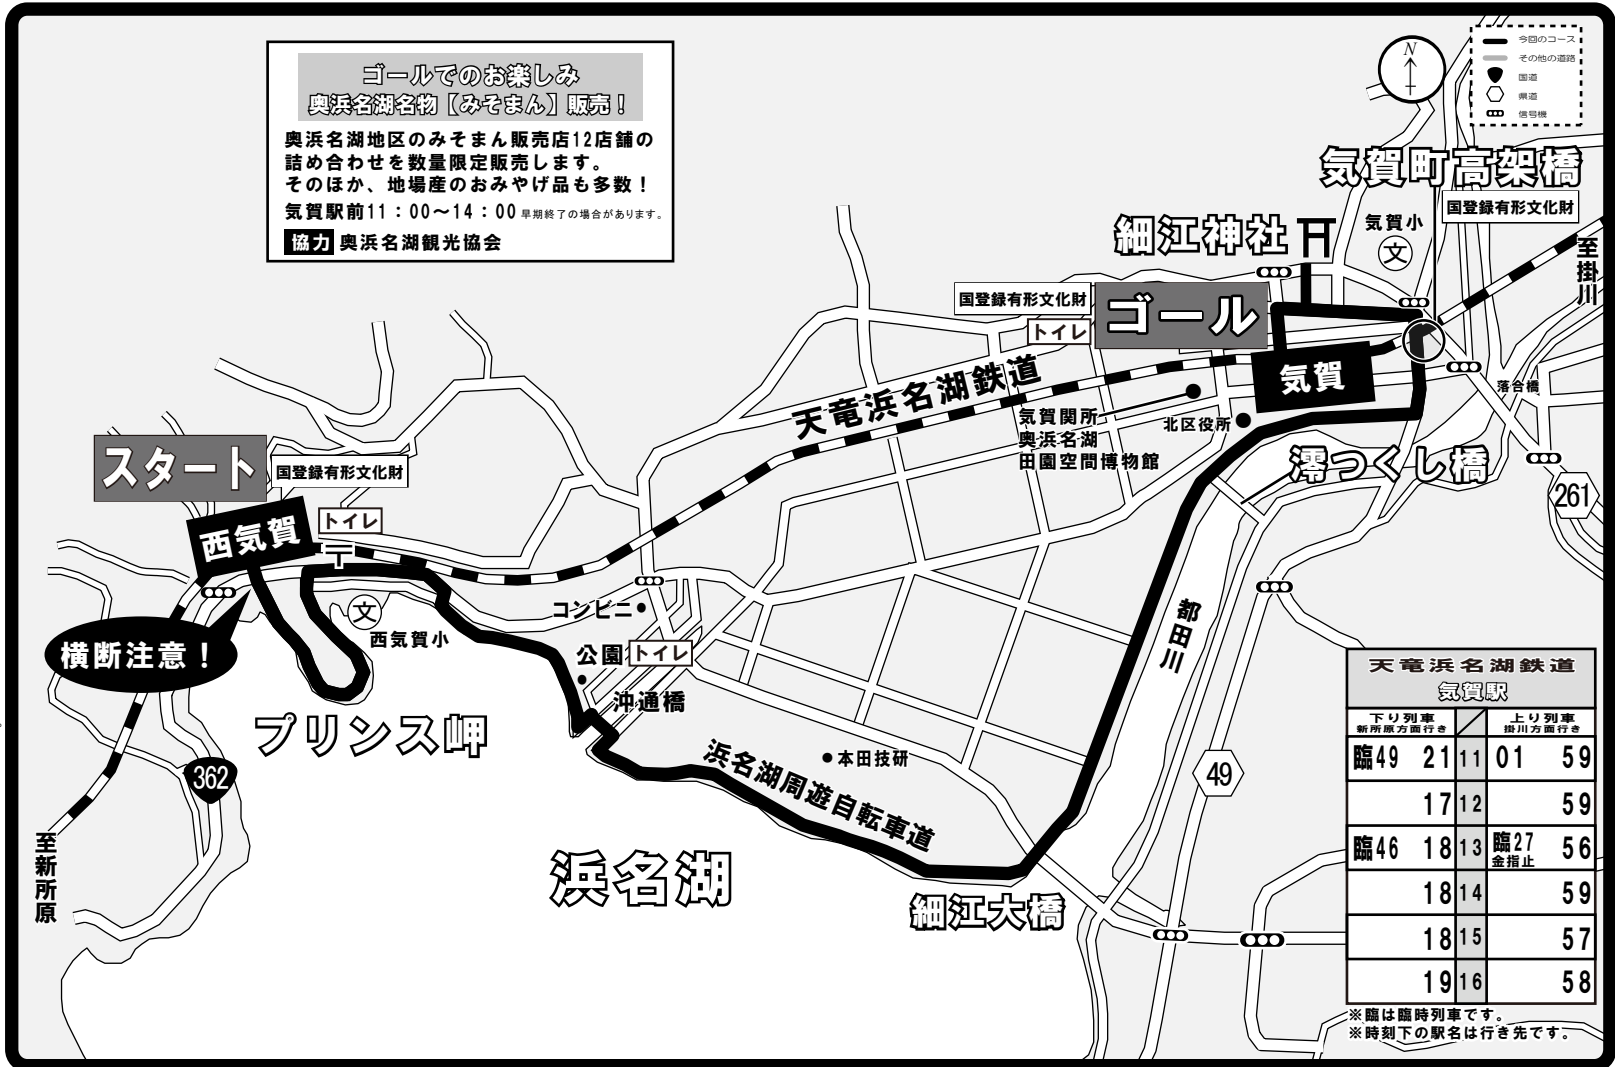 ゴールでのお楽しみ
奥浜名湖名物【みそまん】販売！
奥浜名湖地区のみそまん販売店12店舗の
詰め合わせを数量限定販売します。
そのほか、地場産のおみやげ品も多数！
気賀駅前11：00～14：00 早期終了の場合があります。
協力 奥浜名湖観光協会
N
今回のコース
その他の道路
国道
県道
信号機
気賀町高架橋
国登録有形文化財
気賀小
文
細江神社
至掛川
国登録有形文化財
トイレ
ゴール
気賀
天竜浜名湖鉄道
気賀関所
奥浜名湖
田園空間博物館
北区役所
落合橋
澪つくし橋
261
スタート
国登録有形文化財
西気賀
トイレ
〒
文
西気賀小
横断注意！
コンビニ
公園
トイレ
沖通橋
プリンス岬
362
至新所原
本田技研
浜名湖周遊自転車道
浜名湖
細江大橋
都田川
49
天竜浜名湖鉄道
気賀駅
下り列車 上り列車
新所原方面行き 掛川方面行き
臨49 21 11 01 59
17 12 59
臨46 18 13 臨27 56
金指止
18 14 59
18 15 57
19 16 58
※臨は臨時列車です。
※時刻下の駅名は行き先です。